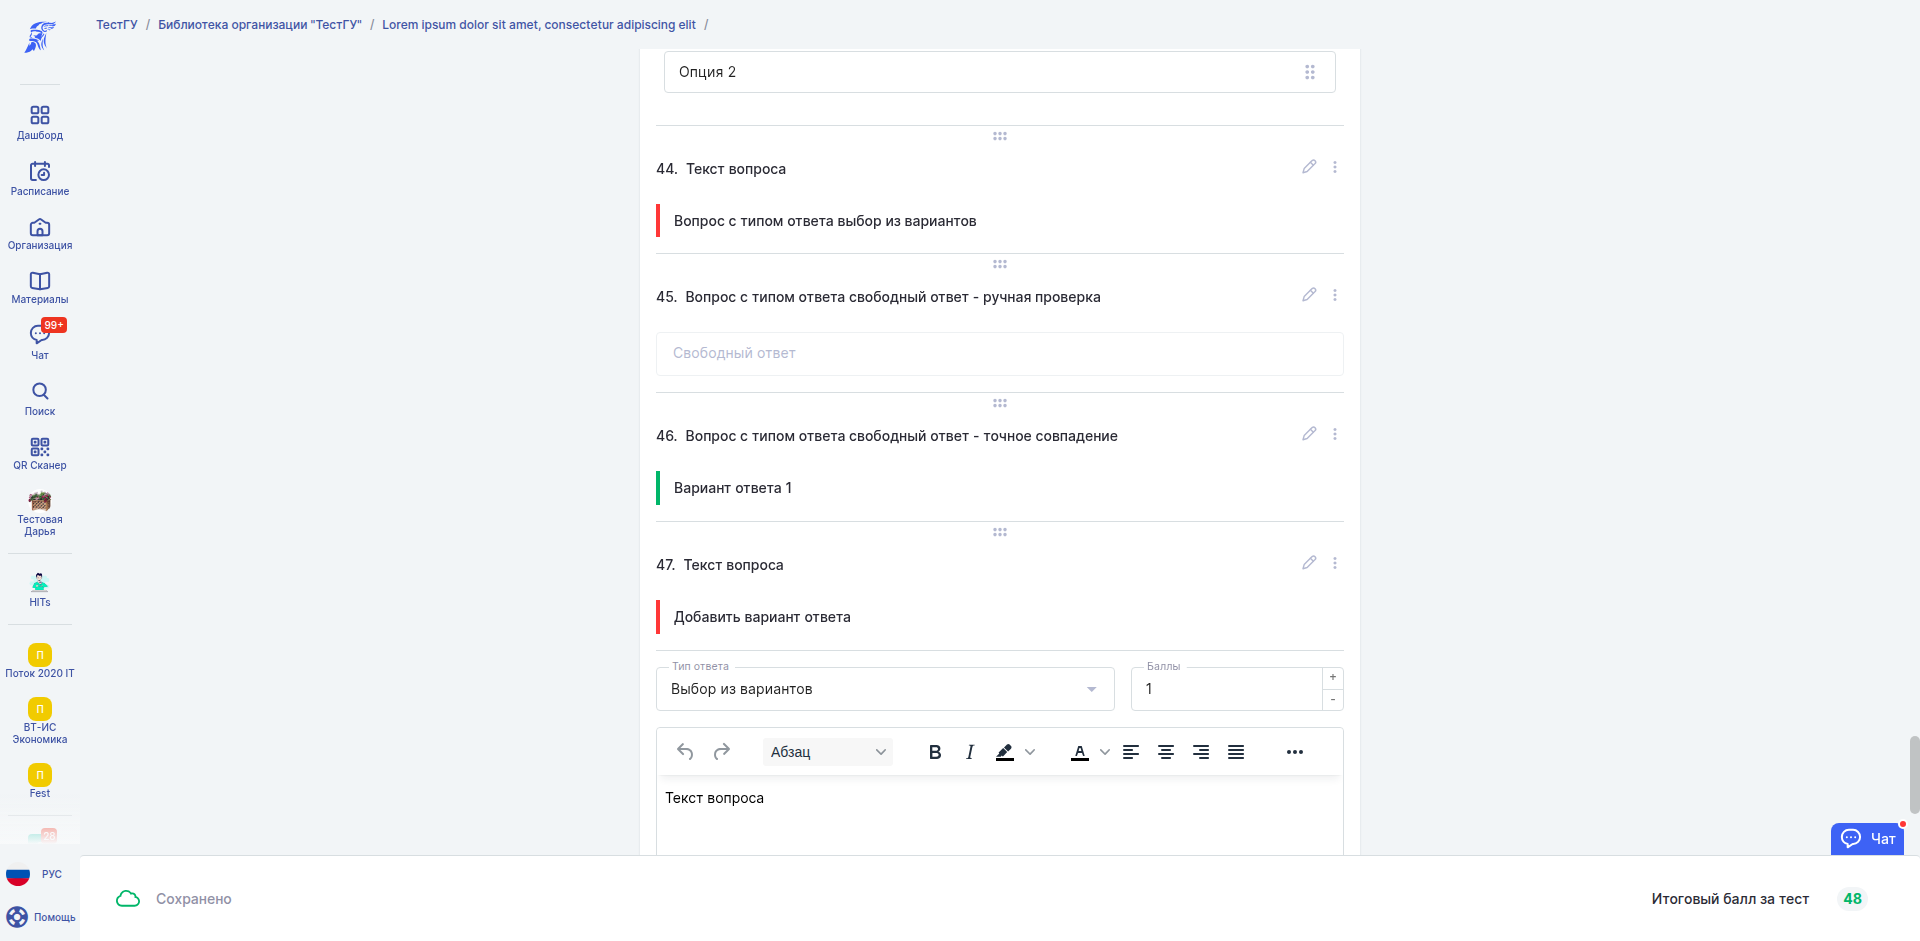 ТестГУ / Библиотека организации "ТестГУ" / Lorem ipsum dolor sit amet, consectetur adipiscing elit /
Дашборд
Расписание
Организация
Материалы
99+
Чат
Поиск
QR Сканер
Тестовая
Дарья
HITs
П
Поток 2020 IT
П
ВТ-ИС
Экономика
П
Fest
28
РУС
Помощь
Опция 2
44. Текст вопроса
Вопрос с типом ответа выбор из вариантов
45. Вопрос с типом ответа свободный ответ - ручная проверка
Свободный ответ
46. Вопрос с типом ответа свободный ответ - точное совпадение
Вариант ответа 1
47. Текст вопроса
Добавить вариант ответа
Тип ответа
Выбор из вариантов
Баллы
1
+
-
Абзац
B I A
Текст вопроса
Чат
Сохранено
Итоговый балл за тест 48